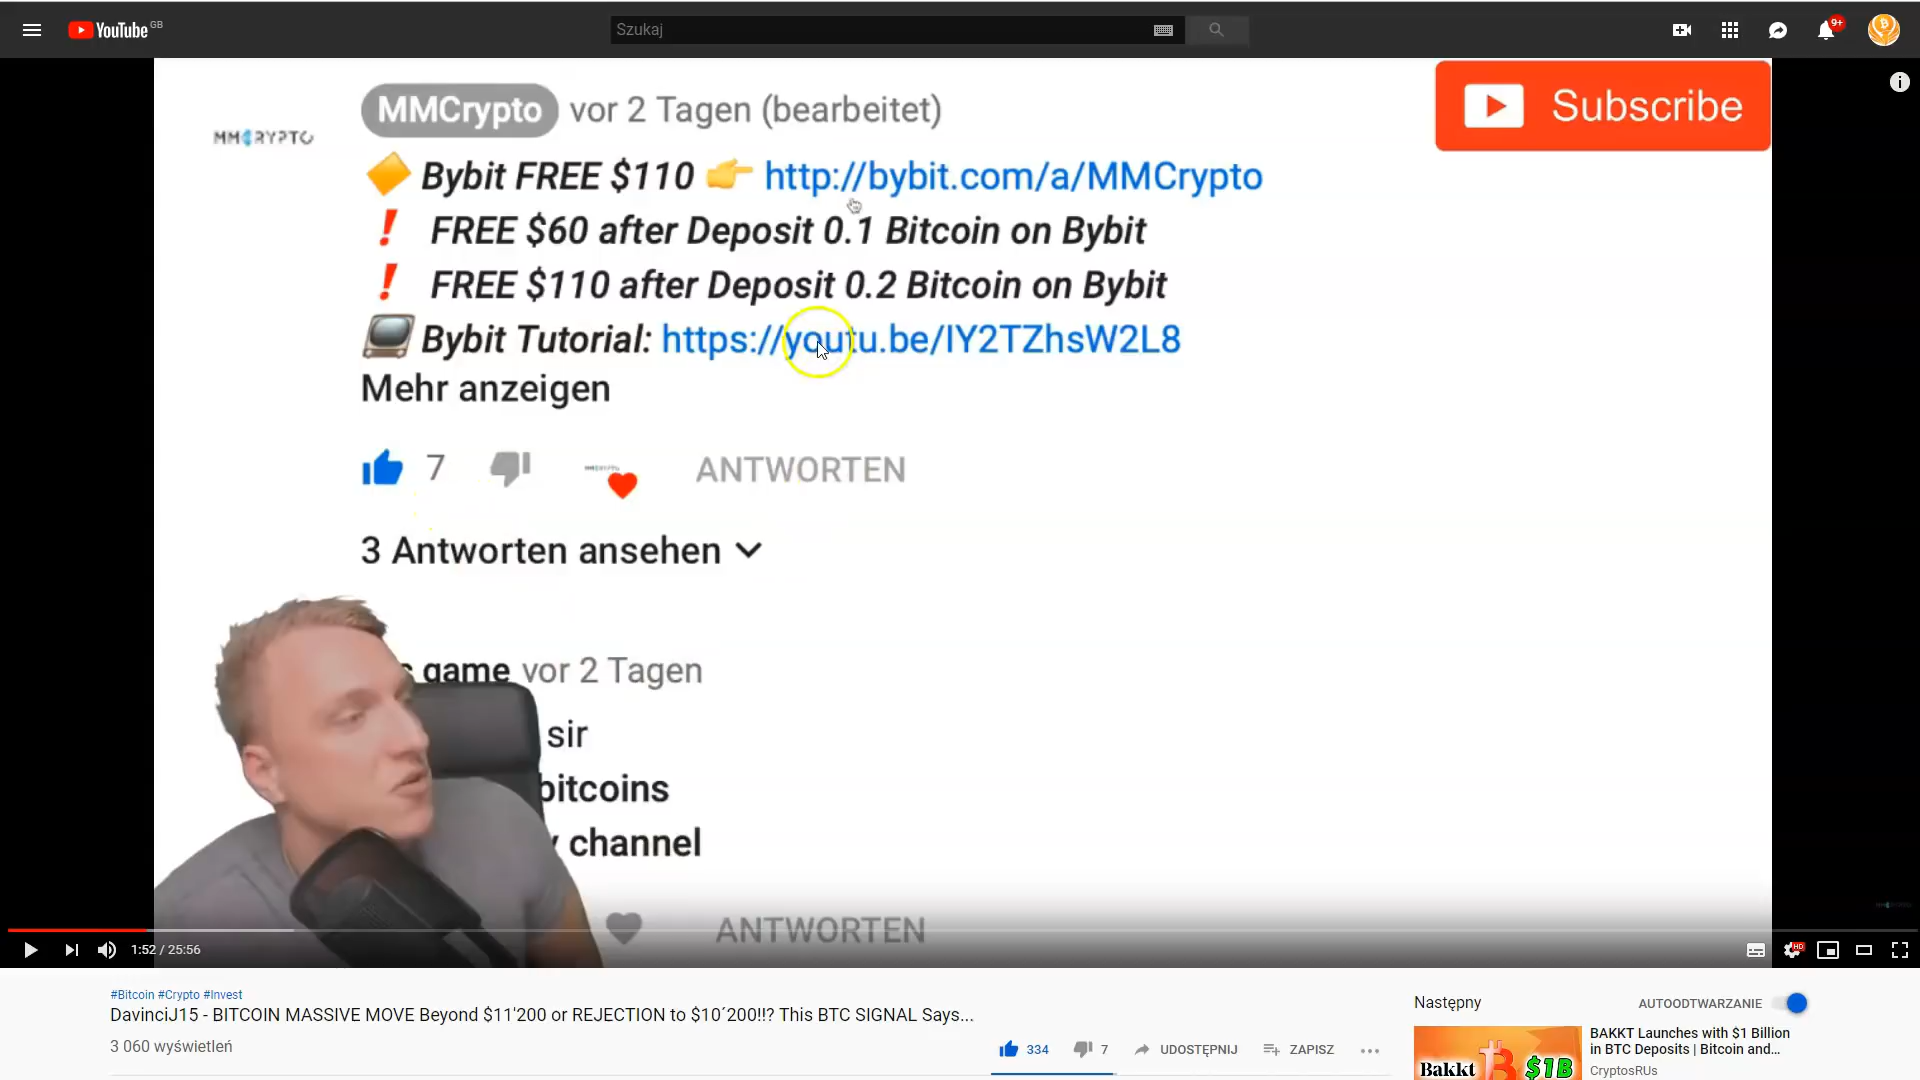 YouTube GB
Szukaj
9+
MMCrypto vor 2 Tagen (bearbeitet)
Subscribe
MMCRYPTO
Bybit FREE $110 http://bybit.com/a/MMCrypto
FREE $60 after Deposit 0.1 Bitcoin on Bybit
FREE $110 after Deposit 0.2 Bitcoin on Bybit
Bybit Tutorial: https://youtu.be/IY2TZhsW2L8
Mehr anzeigen
7
ANTWORTEN
3 Antworten ansehen
game vor 2 Tagen
sir
bitcoins
channel
ANTWORTEN
1:52 / 25:56
HD
#Bitcoin #Crypto #Invest
DavinciJ15 - BITCOIN MASSIVE MOVE Beyond $11'200 or REJECTION to $10´200!!? This BTC SIGNAL Says...
3 060 wyświetleń
334
7
UDOSTĘPNIJ
ZAPISZ
Następny
AUTOODTWARZANIE
Bakkt $1B
BAKKT Launches with $1 Billion
in BTC Deposits | Bitcoin and...
CryptosRUs